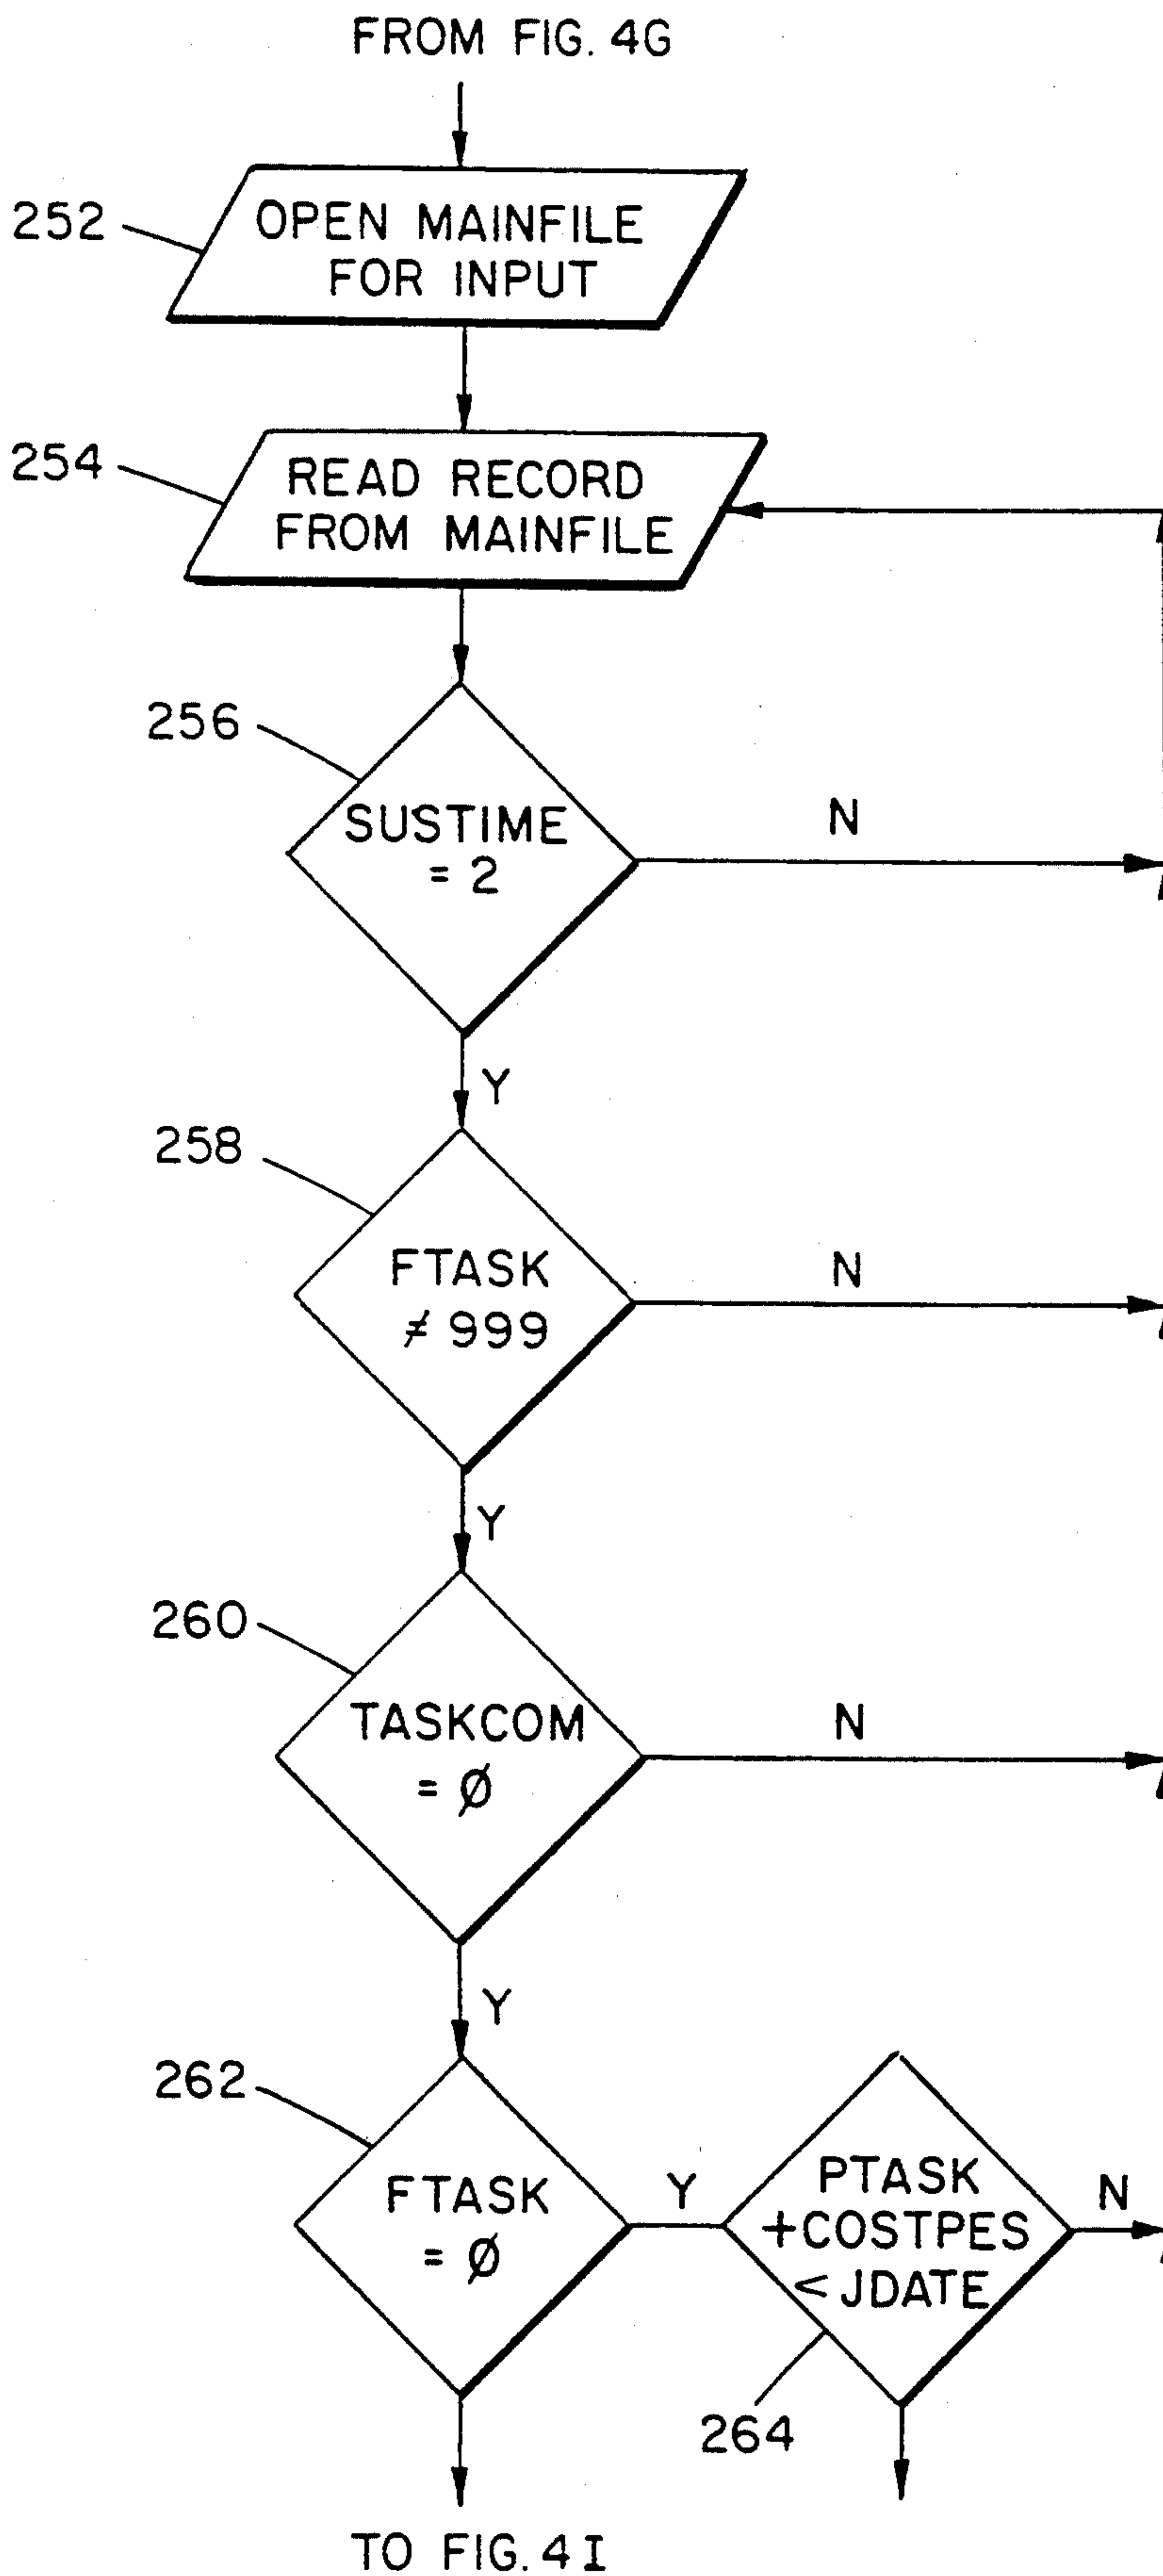 FROM FIG. 4G
252
OPEN MAINFILE
FOR INPUT
254
READ RECORD
FROM MAINFILE
256
SUSTIME
= 2
N
Y
258
FTASK
≠ 999
N
Y
260
TASKCOM
= Ø
N
Y
262
FTASK
= Ø
Y
PTASK
+COSTPES
< JDATE
N
264
TO FIG. 4I